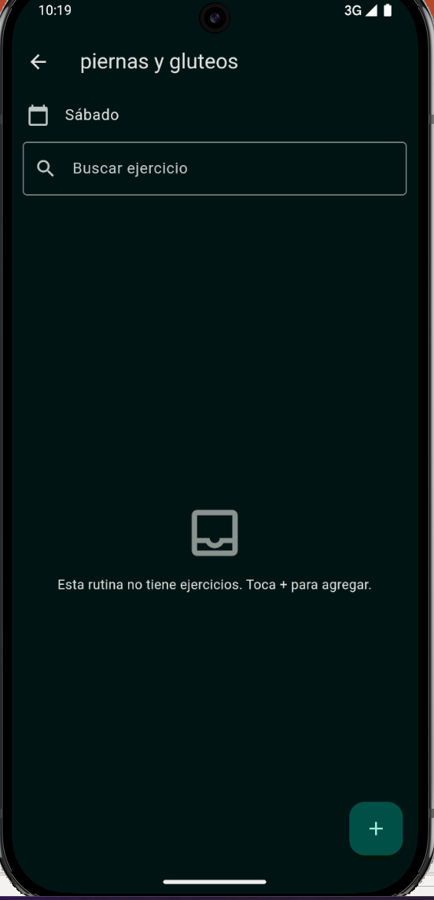 10:19
3G
piernas y gluteos
Sábado
Buscar ejercicio
Esta rutina no tiene ejercicios. Toca + para agregar.
+